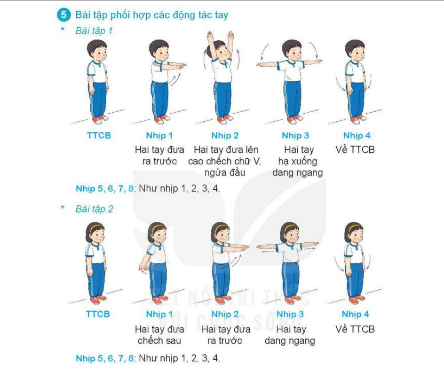 5 Bài tập phối hợp các động tác tay
* Bài tập 1
TTCB Nhịp 1 Nhịp 2 Nhịp 3 Nhịp 4
Hai tay đưa Hai tay đưa lên Hai tay Về TTCB
ra trước cao chếch chữ V, hạ xuống
ngửa đầu dang ngang
Nhịp 5, 6, 7, 8: Như nhịp 1, 2, 3, 4.
* Bài tập 2
TTCB Nhịp 1 Nhịp 2 Nhịp 3 Nhịp 4
Hai tay đưa Hai tay đưa Hai tay Về TTCB
chếch sau ra trước dang ngang
Nhịp 5, 6, 7, 8: Như nhịp 1, 2, 3, 4.